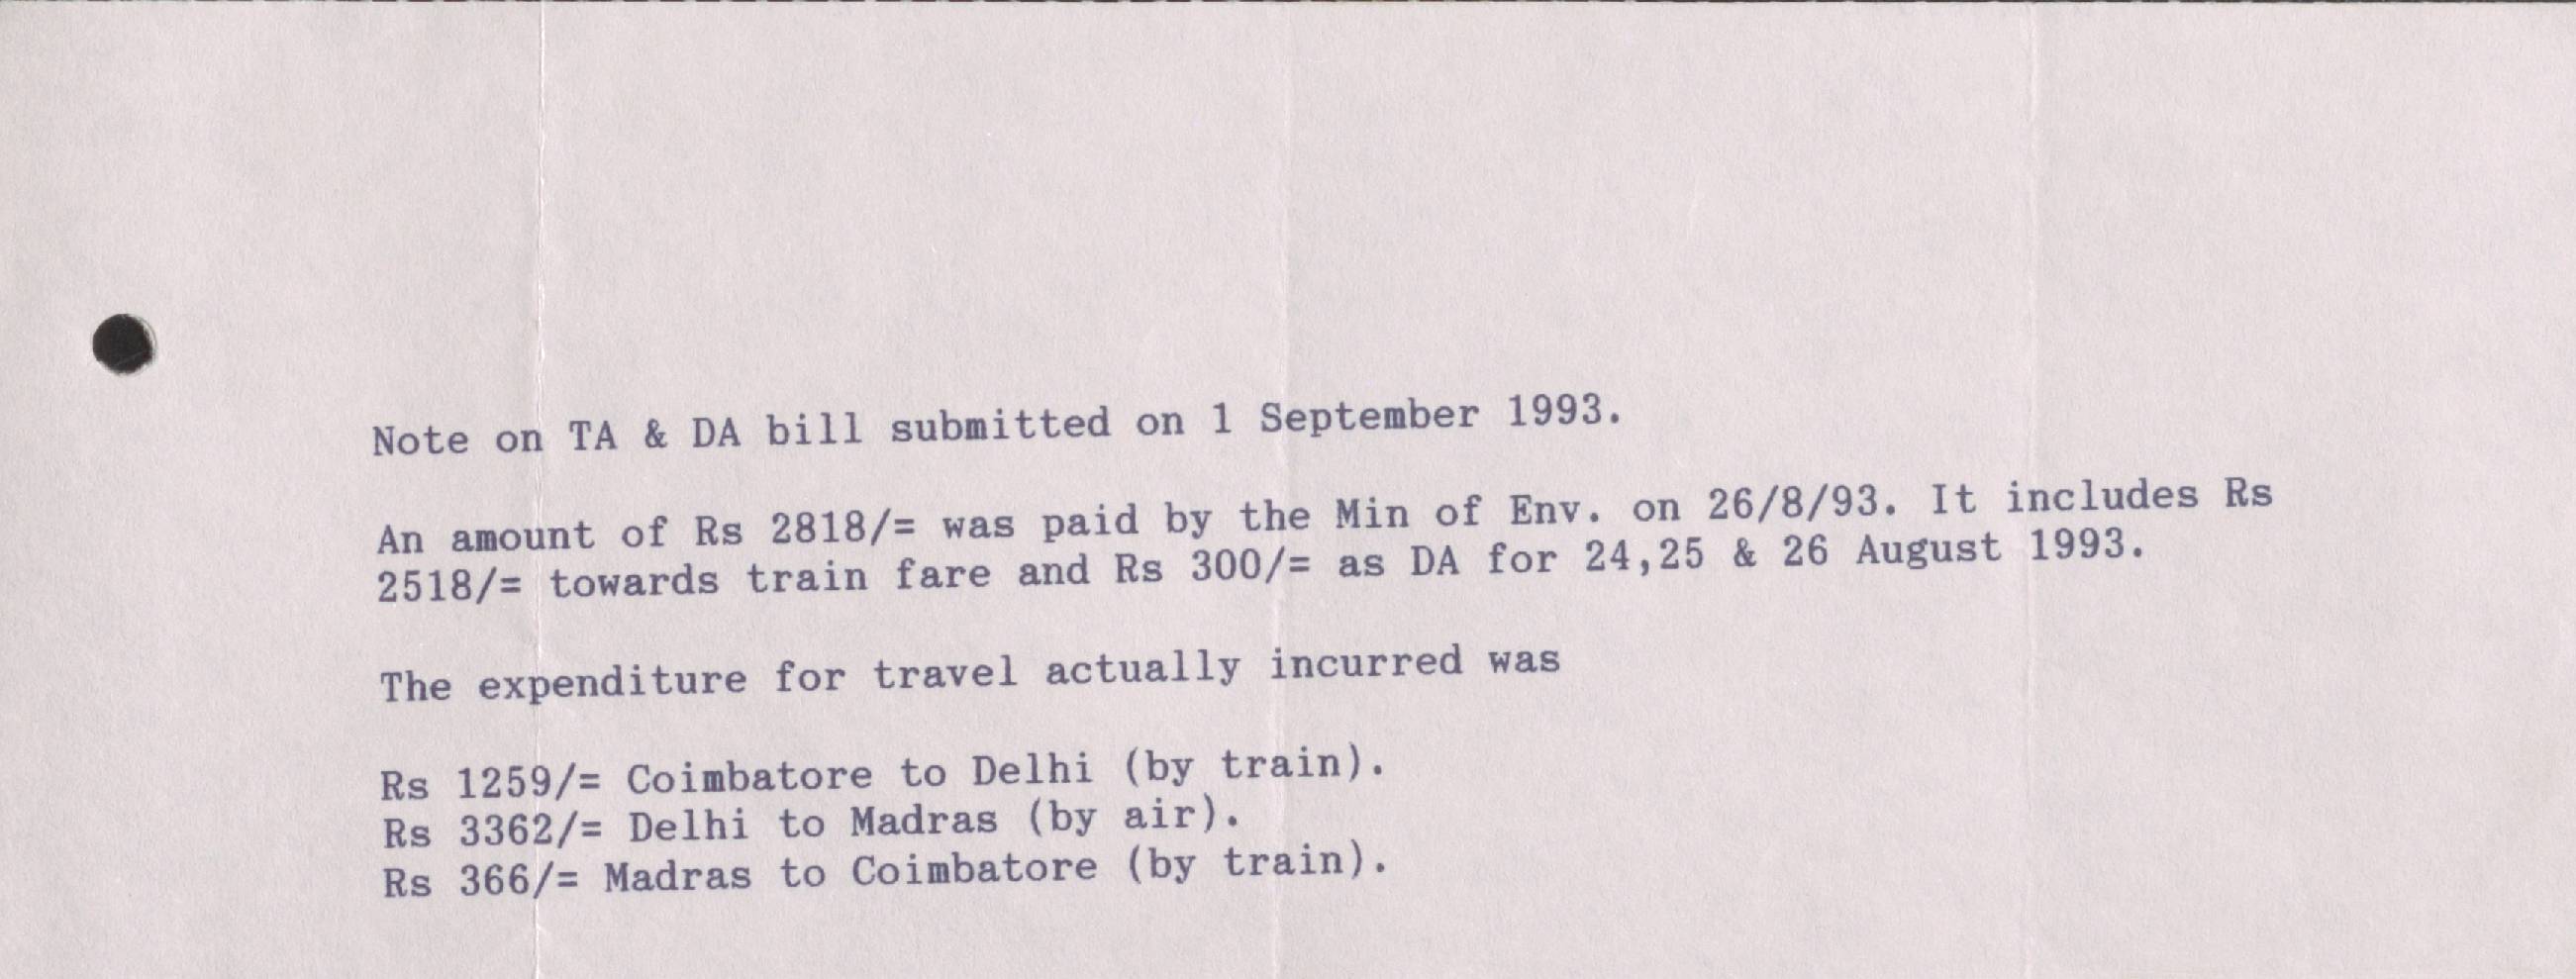 Note on TA & DA bill submitted on 1 September 1993.
An amount of Rs 2818/= was paid by the Min of Env. on 26/8/93. It includes Rs
2518/= towards train fare and Rs 300/= as DA for 24,25 & 26 August 1993.
The expenditure for travel actually incurred was
Rs 1259/= Coimbatore to Delhi (by train).
Rs 3362/= Delhi to Madras (by air).
Rs 366/= Madras to Coimbatore (by train).